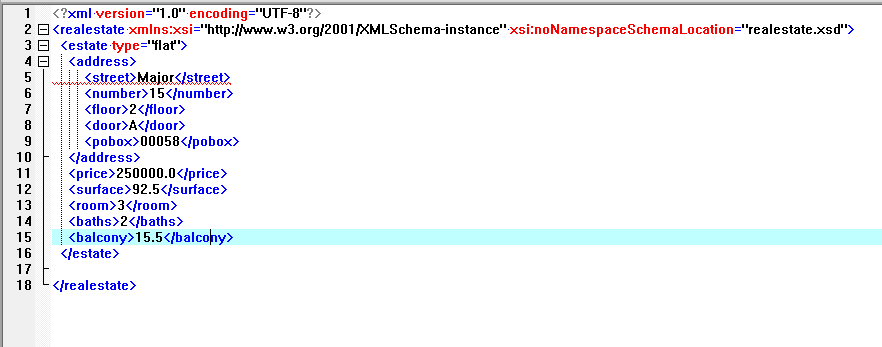 1 <?xml version="1.0" encoding="UTF-8"?>
2 <realestate xmlns:xsi="http://www.w3.org/2001/XMLSchema-instance" xsi:noNamespaceSchemaLocation="realestate.xsd">
3 <estate type="flat">
4 <address>
5 <street>Major</street>
6 <number>15</number>
7 <floor>2</floor>
8 <door>A</door>
9 <pobox>00058</pobox>
10 </address>
11 <price>250000.0</price>
12 <surface>92.5</surface>
13 <room>3</room>
14 <baths>2</baths>
15 <balcony>15.5</balcony>
16 </estate>
17
18 </realestate>